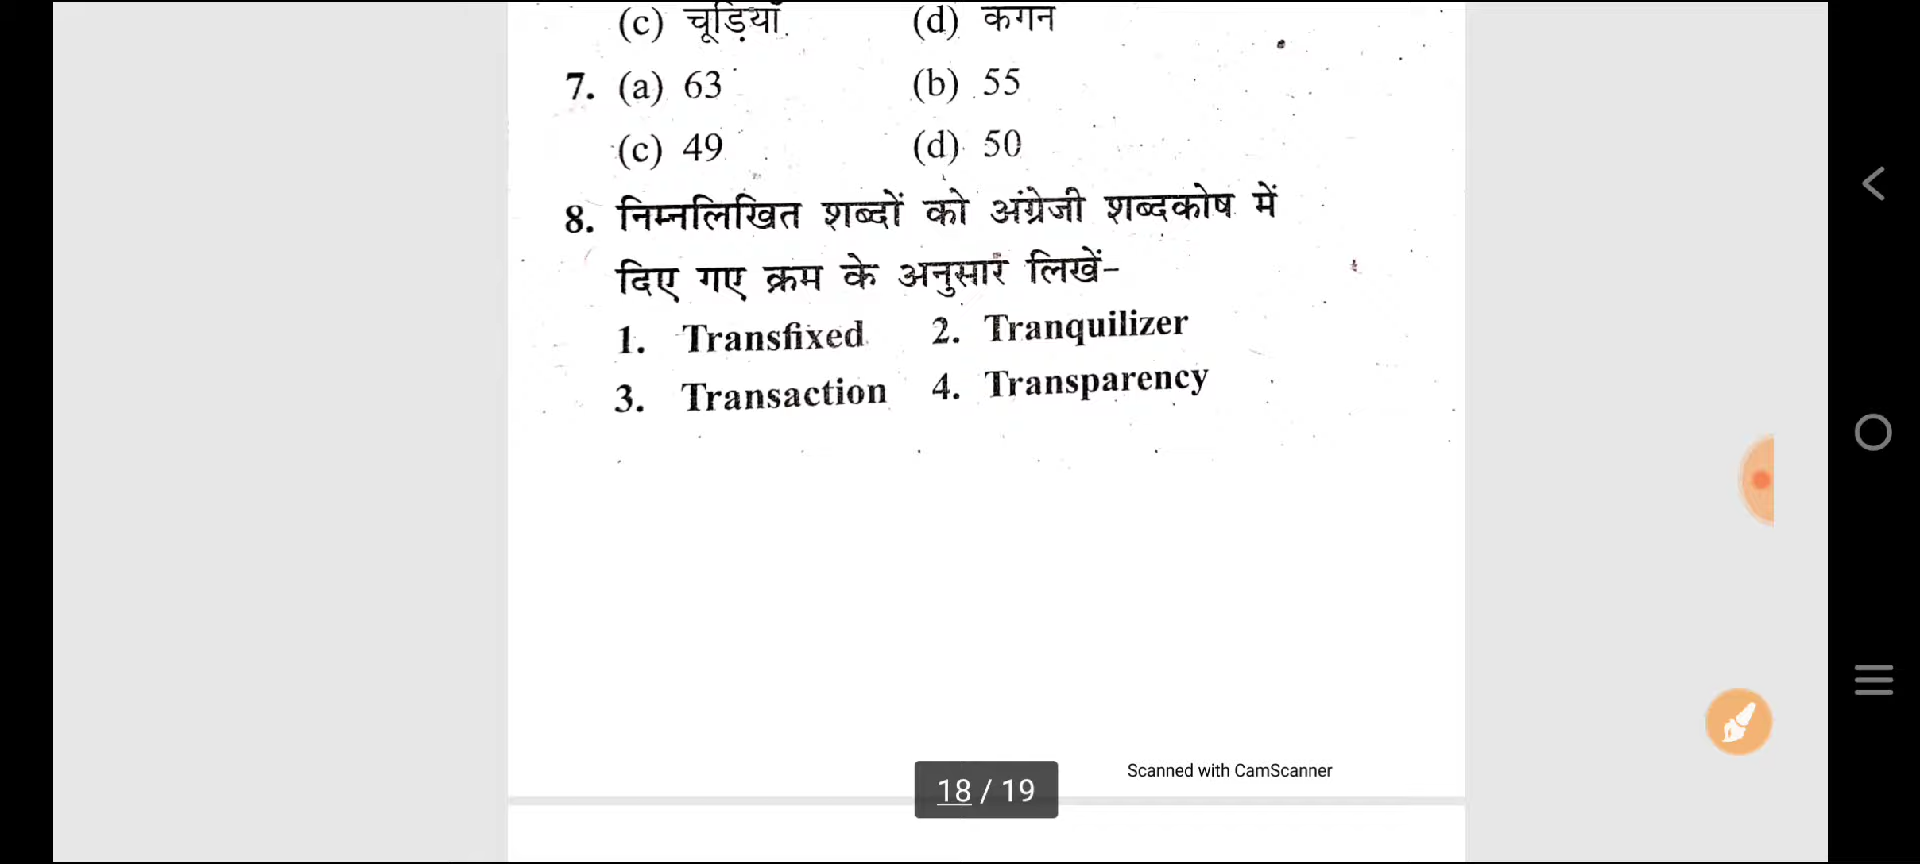 (c) चूड़ियाँ (d) कगन
7. (a) 63 (b) 55
(c) 49 (d) 50
8. निम्नलिखित शब्दों को अंग्रेजी शब्दकोष में
दिए गए क्रम के अनुसार लिखें-
1. Transfixed 2. Tranquilizer
3. Transaction 4. Transparency
Scanned with CamScanner
18 / 19